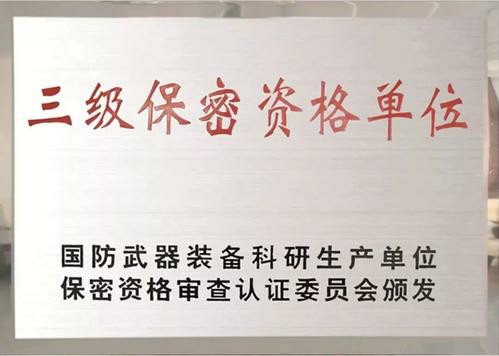 三级保密资格单位
国防武器装备科研生产单位
保密资格审查认证委员会颁发